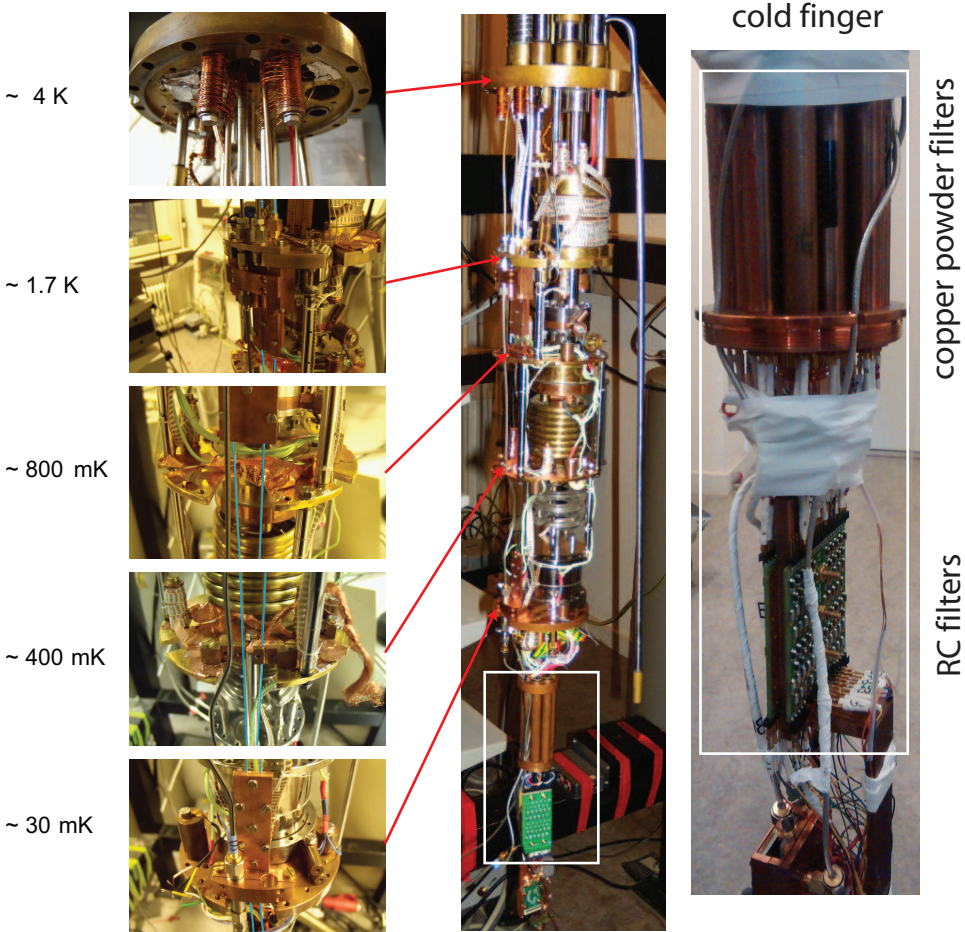 cold finger
~ 4 K
~ 1.7 K
~ 800 mK
~ 400 mK
~ 30 mK
copper powder filters
RC filters